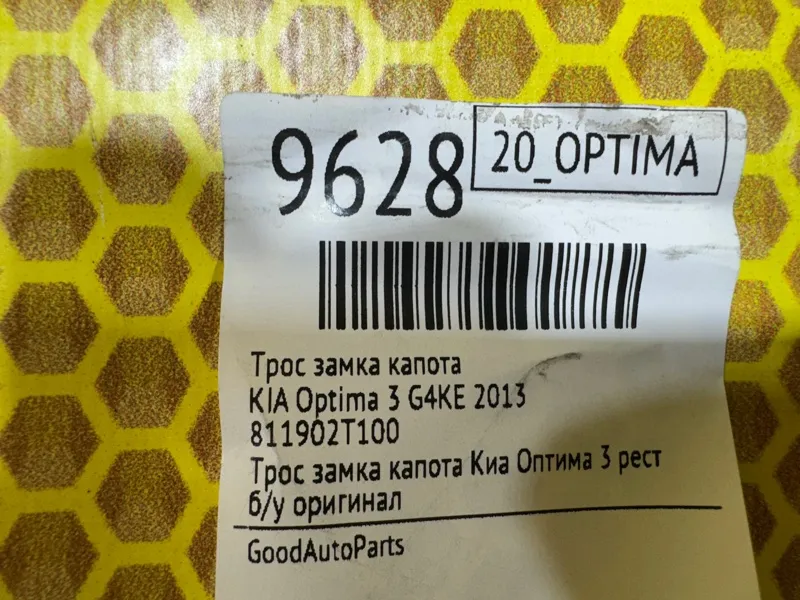 9628
20_OPTIMA
Трос замка капота
KIA Optima 3 G4KE 2013
811902T100
Трос замка капота Киа Оптима 3 рест
б/у оригинал
GoodAutoParts